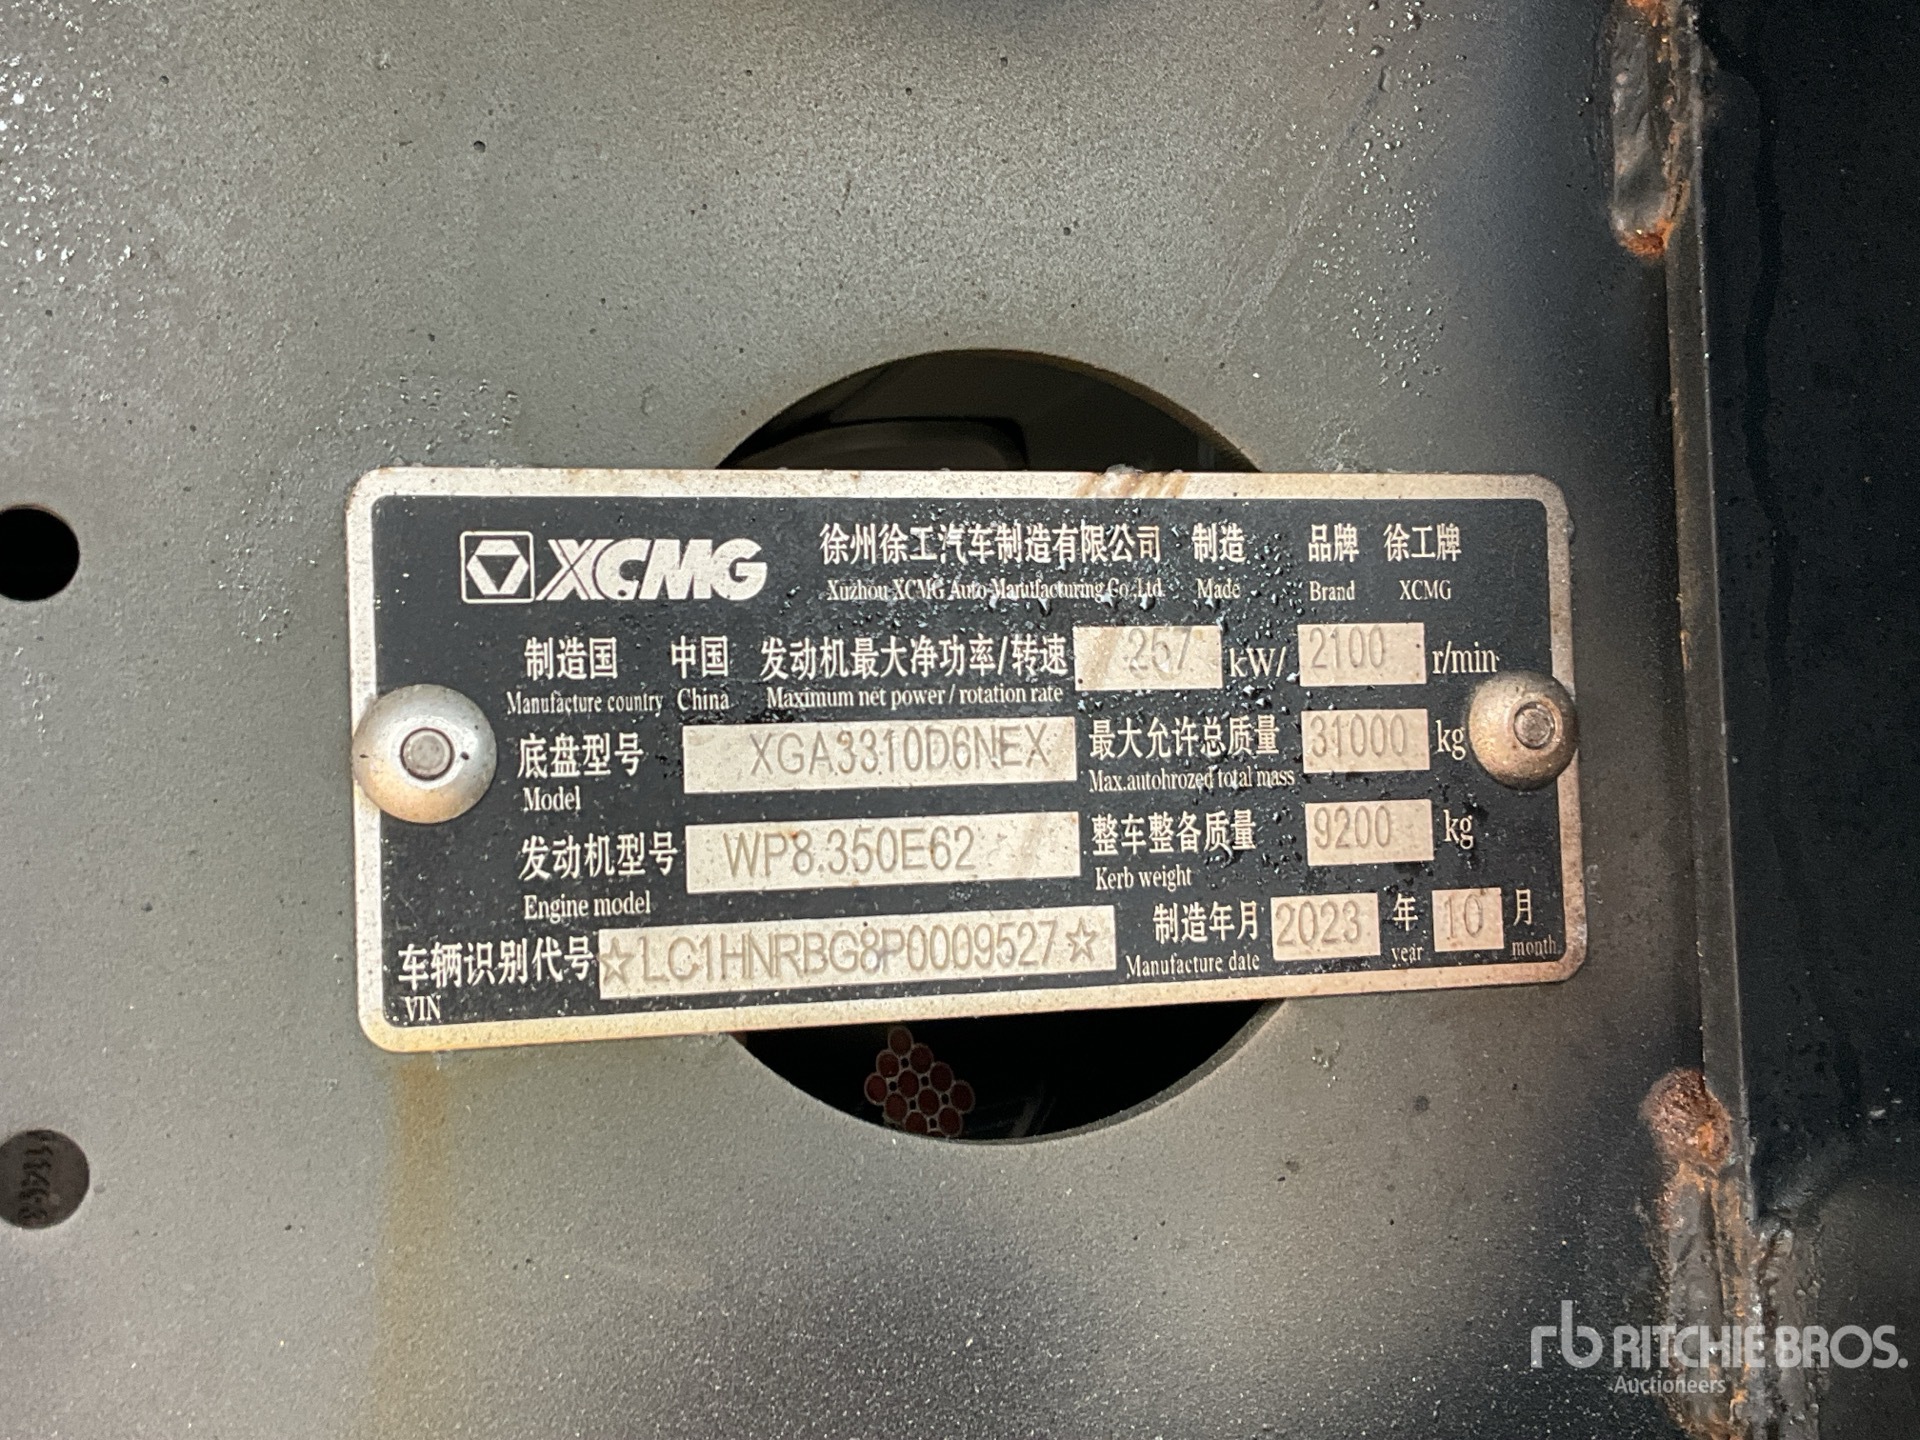 XCMG 徐州徐工汽车制造有限公司 制造 品牌 徐工牌
Xuzhou XCMG Auto Manufacturing Co.,Ltd. Made Brand XCMG
制造国 中国 发动机最大净功率/转速 257 kW/ 2100 r/min
Manufacture country China Maximum net power / rotation rate
底盘型号 XGA3310D6NEX 最大允许总质量 31000 kg
Model Max.autohrozed total mass
发动机型号 WP8.350E62 整车整备质量 9200 kg
Engine model Kerb weight
车辆识别代号 ☆LC1HNRBG8P0009527☆ 制造年月 2023 年 10 月
VIN Manufacture date year month
rb RITCHIE BROS.
Auctioneers